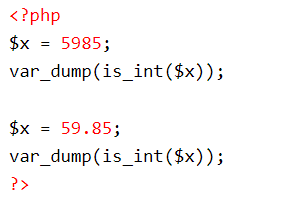 <?php
$x = 5985;
var_dump(is_int($x));
$x = 59.85;
var_dump(is_int($x));
?>